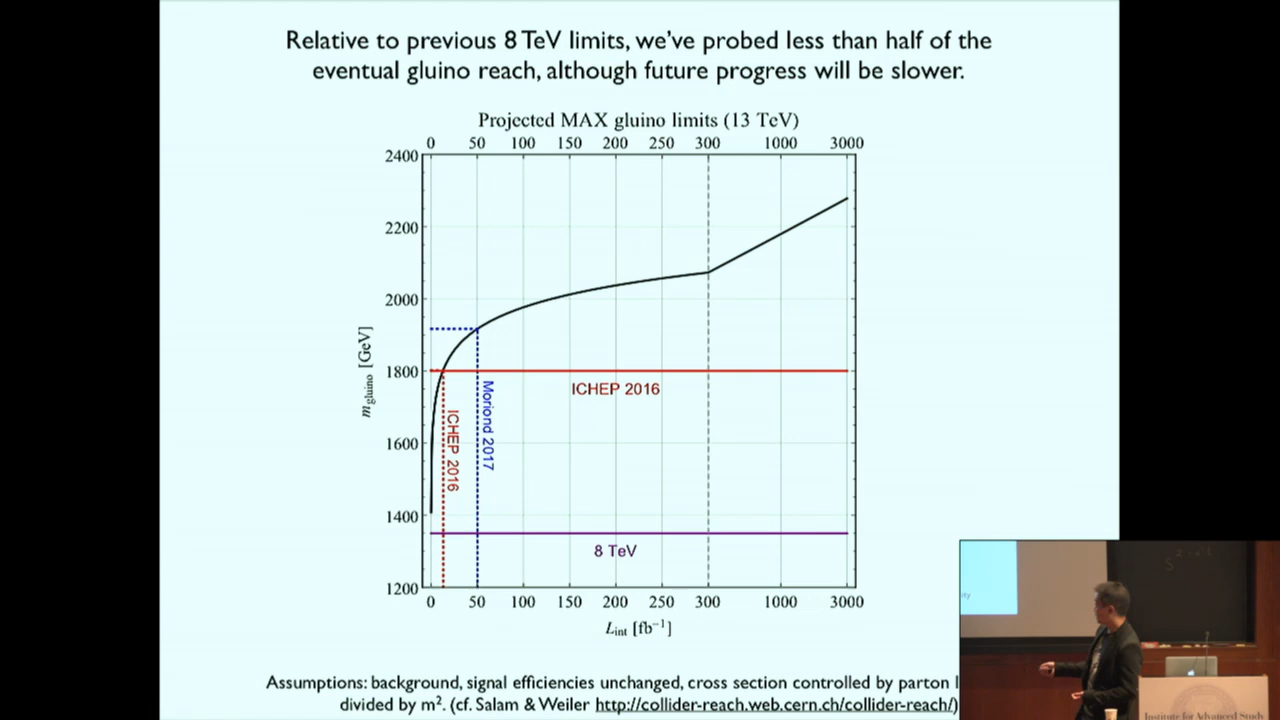 Relative to previous 8 TeV limits, we've probed less than half of the
eventual gluino reach, although future progress will be slower.
Projected MAX gluino limits (13 TeV)
0 50 100 150 200 250 300 1000 3000
2400
2200
2000
1800
1600
1400
1200
m_gluino [GeV]
ICHEP 2016
Moriond 2017
ICHEP 2016
8 TeV
0 50 100 150 200 250 300 1000 3000
L_int [fb⁻¹]
Assumptions: background, signal efficiencies unchanged, cross section controlled by parton
divided by m². (cf. Salam & Weiler http://collider-reach.web.cern.ch/collider-reach/)
Institute for Advanced Study